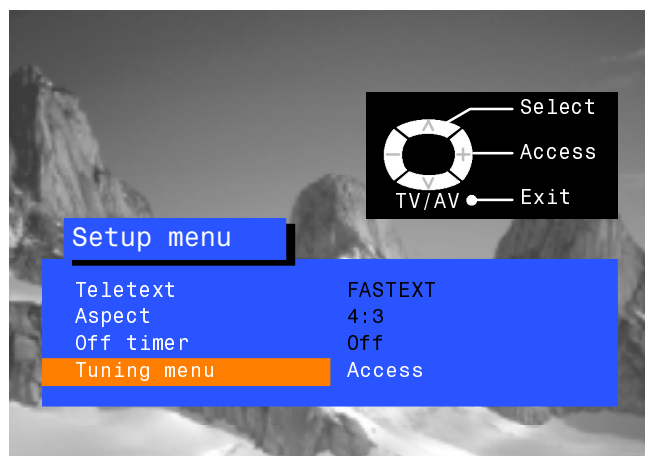 Select
Access
TV/AV Exit
Setup menu
Teletext FASTEXT
Aspect 4:3
Off timer Off
Tuning menu Access